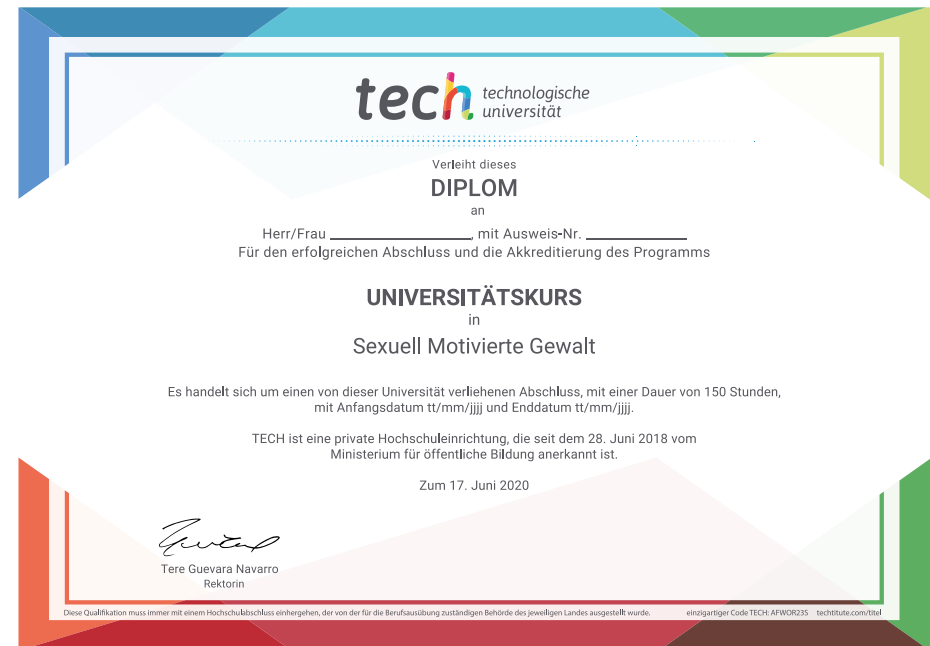 tech technologische
universität
Verleiht dieses
DIPLOM
an
Herr/Frau ____________, mit Ausweis-Nr. ____________
Für den erfolgreichen Abschluss und die Akkreditierung des Programms
UNIVERSITÄTSKURS
in
Sexuell Motivierte Gewalt
Es handelt sich um einen von dieser Universität verliehenen Abschluss, mit einer Dauer von 150 Stunden,
mit Anfangsdatum tt/mm/jjjj und Enddatum tt/mm/jjjj.
TECH ist eine private Hochschuleinrichtung, die seit dem 28. Juni 2018 vom
Ministerium für öffentliche Bildung anerkannt ist.
Zum 17. Juni 2020
Tere Guevara Navarro
Rektorin
Diese Qualifikation muss immer mit einem Hochschulabschluss einhergehen, der von der für die Berufsausübung zuständigen Behörde des jeweiligen Landes ausgestellt wurde. einzigartiger Code TECH: AFWOR23S techtitute.com/titel